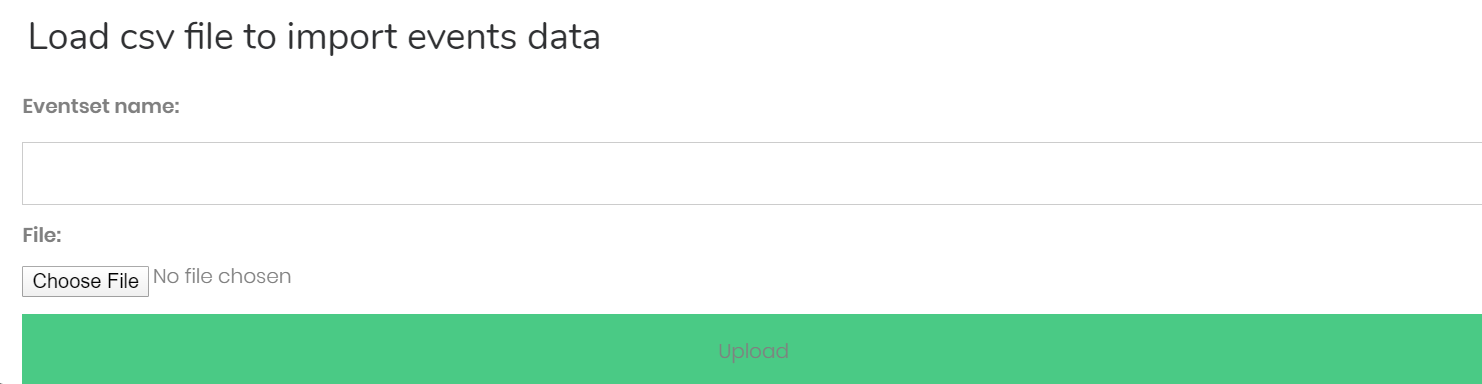 Load csv file to import events data
Eventset name:
File:
Choose File No file chosen
Upload